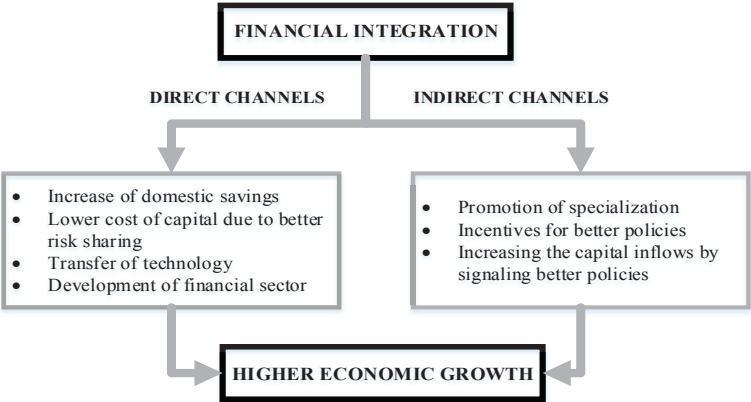 FINANCIAL INTEGRATION
DIRECT CHANNELS
INDIRECT CHANNELS
• Increase of domestic savings
• Lower cost of capital due to better
risk sharing
• Transfer of technology
• Development of financial sector
• Promotion of specialization
• Incentives for better policies
• Increasing the capital inflows by
signaling better policies
HIGHER ECONOMIC GROWTH